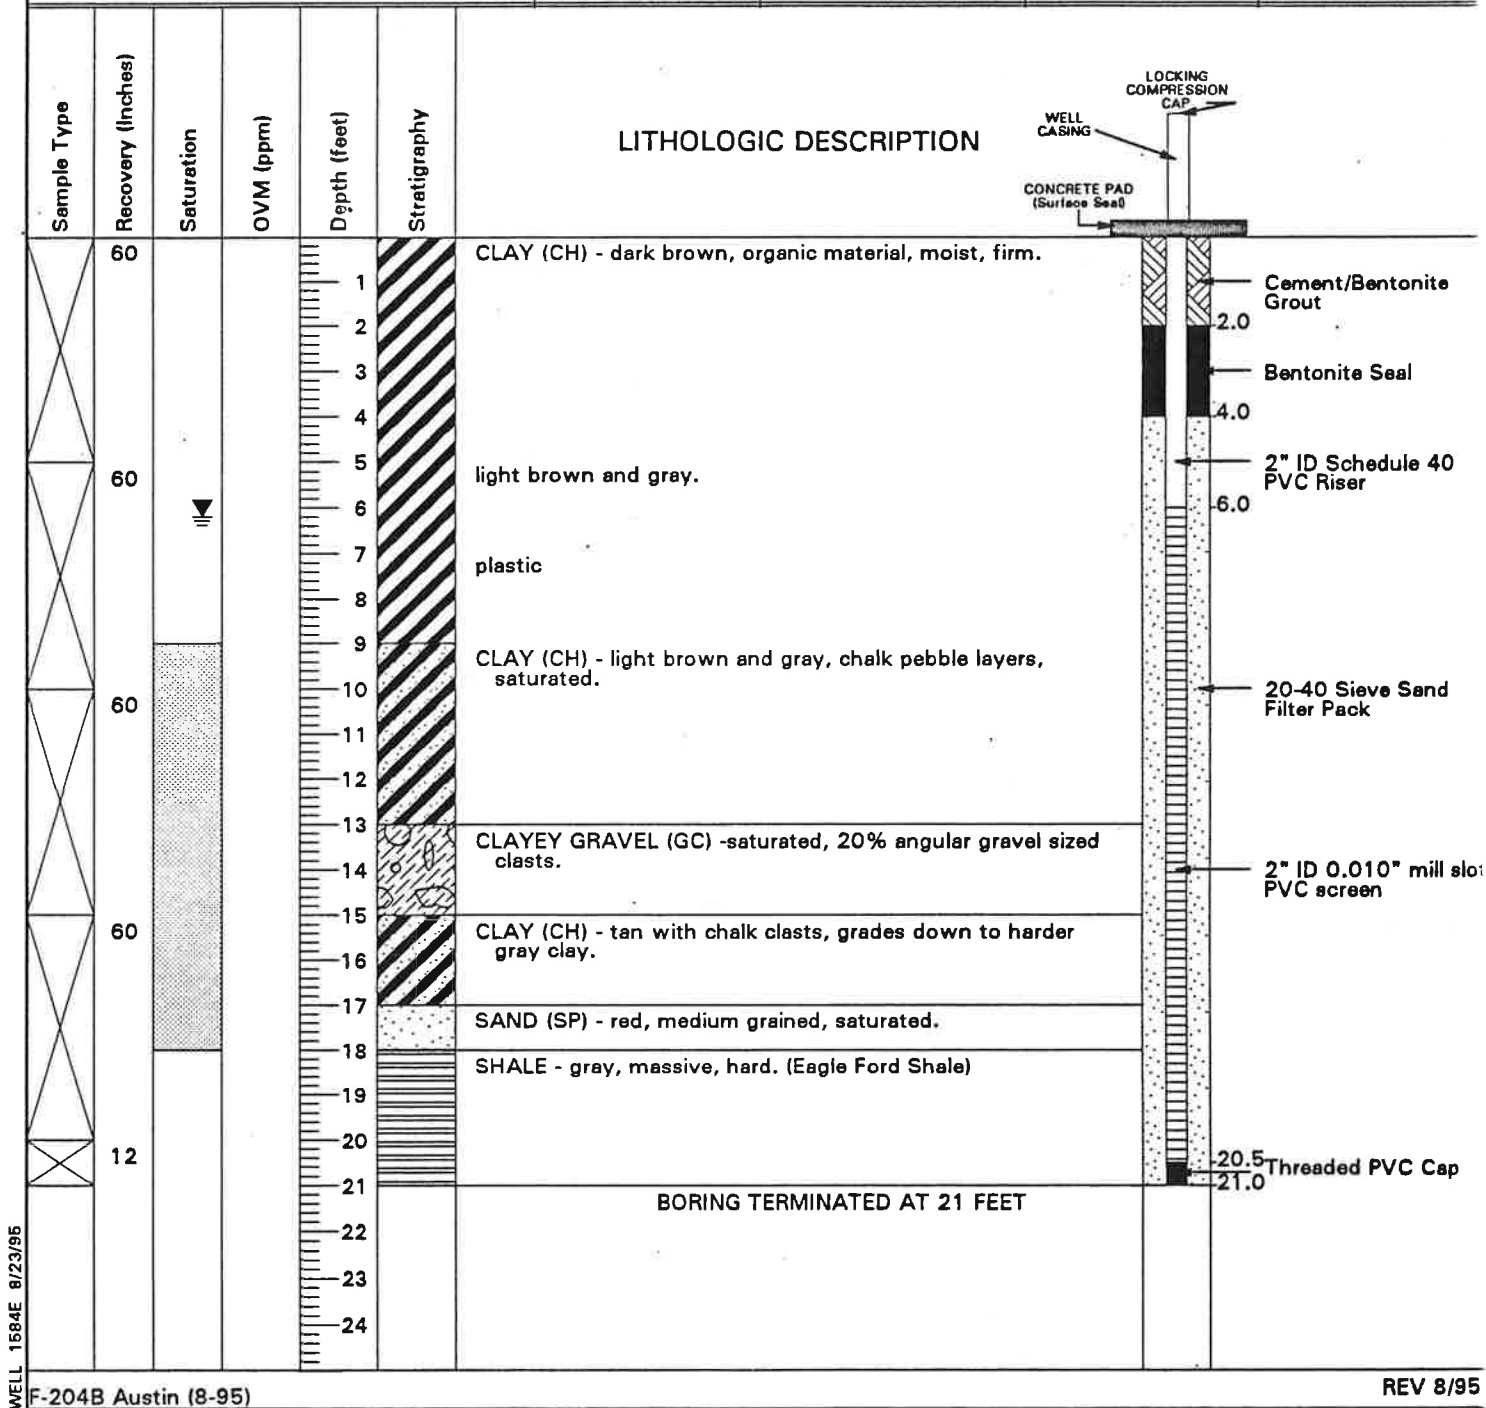 Sample Type
Recovery (Inches)
Saturation
OVM (ppm)
Depth (feet)
Stratigraphy
LITHOLOGIC DESCRIPTION
LOCKING
COMPRESSION
CAP
WELL
CASING
CONCRETE PAD
(Surface Seal)
60
CLAY (CH) - dark brown, organic material, moist, firm.
1
Cement/Bentonite
Grout
2
2.0
3
Bentonite Seal
4
4.0
5
2" ID Schedule 40
PVC Riser
60
light brown and gray.
6
6.0
7
plastic
8
9
CLAY (CH) - light brown and gray, chalk pebble layers,
saturated.
10
20-40 Sieve Sand
Filter Pack
60
11
12
13
CLAYEY GRAVEL (GC) -saturated, 20% angular gravel sized
clasts.
14
2" ID 0.010" mill slot
PVC screen
15
60
CLAY (CH) - tan with chalk clasts, grades down to harder
gray clay.
16
17
SAND (SP) - red, medium grained, saturated.
18
SHALE - gray, massive, hard. (Eagle Ford Shale)
19
20
12
20.5
Threaded PVC Cap
21
21.0
BORING TERMINATED AT 21 FEET
22
23
24
WELL 1584E 8/23/95
F-204B Austin (8-95)
REV 8/95